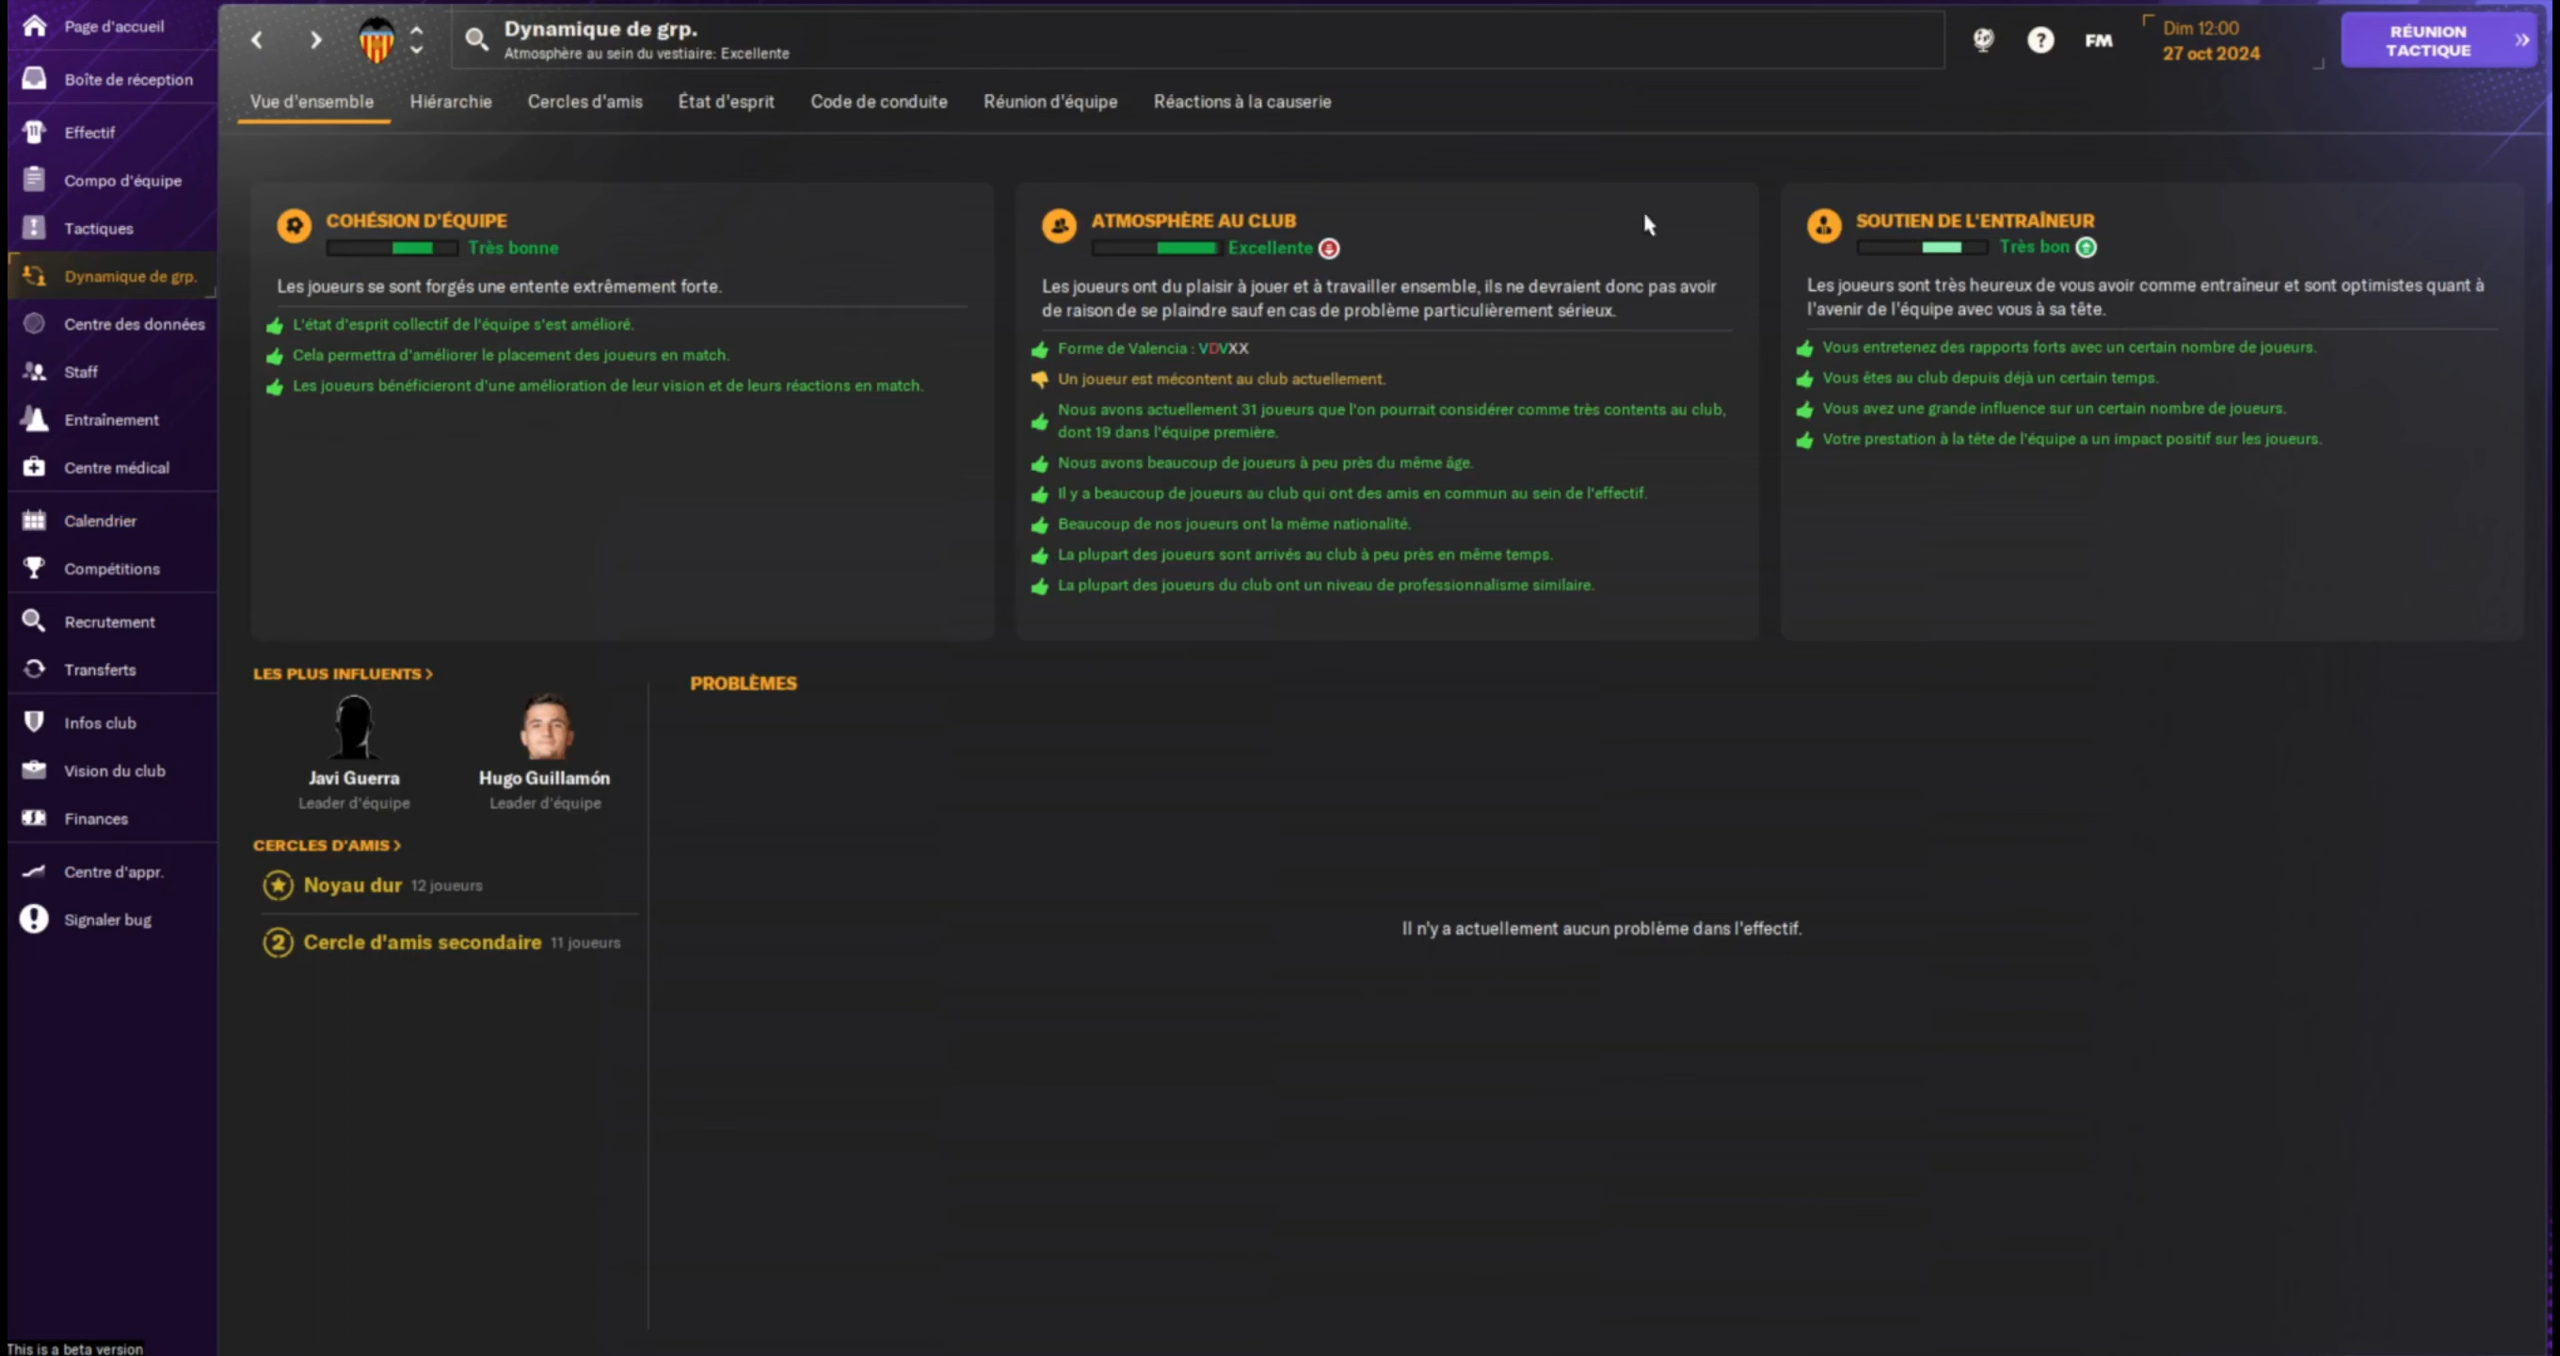 Page d'accueil
Boîte de réception
Effectif
Compo d'équipe
Tactiques
Dynamique de grp.
Centre des données
Staff
Entraînement
Centre médical
Calendrier
Compétitions
Recrutement
Transferts
Infos club
Vision du club
Finances
Centre d'appr.
Signaler bug
This is a beta version
Dynamique de grp.
Atmosphère au sein du vestiaire: Excellente
?
FM
Dim 12:00
27 oct 2024
RÉUNION
TACTIQUE
Vue d'ensemble
Hiérarchie
Cercles d'amis
État d'esprit
Code de conduite
Réunion d'équipe
Réactions à la causerie
COHÉSION D'ÉQUIPE
Très bonne
Les joueurs se sont forgés une entente extrêmement forte.
L'état d'esprit collectif de l'équipe s'est amélioré.
Cela permettra d'améliorer le placement des joueurs en match.
Les joueurs bénéficieront d'une amélioration de leur vision et de leurs réactions en match.
ATMOSPHÈRE AU CLUB
Excellente
Les joueurs ont du plaisir à jouer et à travailler ensemble, ils ne devraient donc pas avoir
de raison de se plaindre sauf en cas de problème particulièrement sérieux.
Forme de Valencia : VDVXX
Un joueur est mécontent au club actuellement.
Nous avons actuellement 31 joueurs que l'on pourrait considérer comme très contents au club,
dont 19 dans l'équipe première.
Nous avons beaucoup de joueurs à peu près du même âge.
Il y a beaucoup de joueurs au club qui ont des amis en commun au sein de l'effectif.
Beaucoup de nos joueurs ont la même nationalité.
La plupart des joueurs sont arrivés au club à peu près en même temps.
La plupart des joueurs du club ont un niveau de professionnalisme similaire.
SOUTIEN DE L'ENTRAÎNEUR
Très bon
Les joueurs sont très heureux de vous avoir comme entraîneur et sont optimistes quant à
l'avenir de l'équipe avec vous à sa tête.
Vous entretenez des rapports forts avec un certain nombre de joueurs.
Vous êtes au club depuis déjà un certain temps.
Vous avez une grande influence sur un certain nombre de joueurs.
Votre prestation à la tête de l'équipe a un impact positif sur les joueurs.
LES PLUS INFLUENTS >
Javi Guerra
Leader d'équipe
Hugo Guillamón
Leader d'équipe
CERCLES D'AMIS >
Noyau dur 12 joueurs
2 Cercle d'amis secondaire 11 joueurs
PROBLÈMES
Il n'y a actuellement aucun problème dans l'effectif.